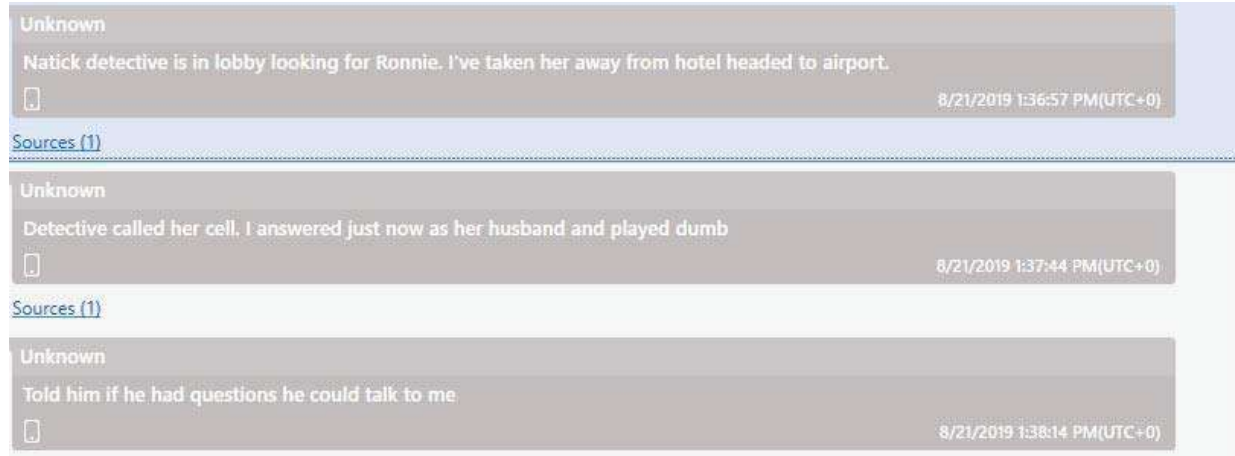 Unknown
Natick detective is in lobby looking for Ronnie. I've taken her away from hotel headed to airport.
8/21/2019 1:36:57 PM(UTC+0)
Sources (1)
Unknown
Detective called her cell. I answered just now as her husband and played dumb
8/21/2019 1:37:44 PM(UTC+0)
Sources (1)
Unknown
Told him if he had questions he could talk to me
8/21/2019 1:38:14 PM(UTC+0)